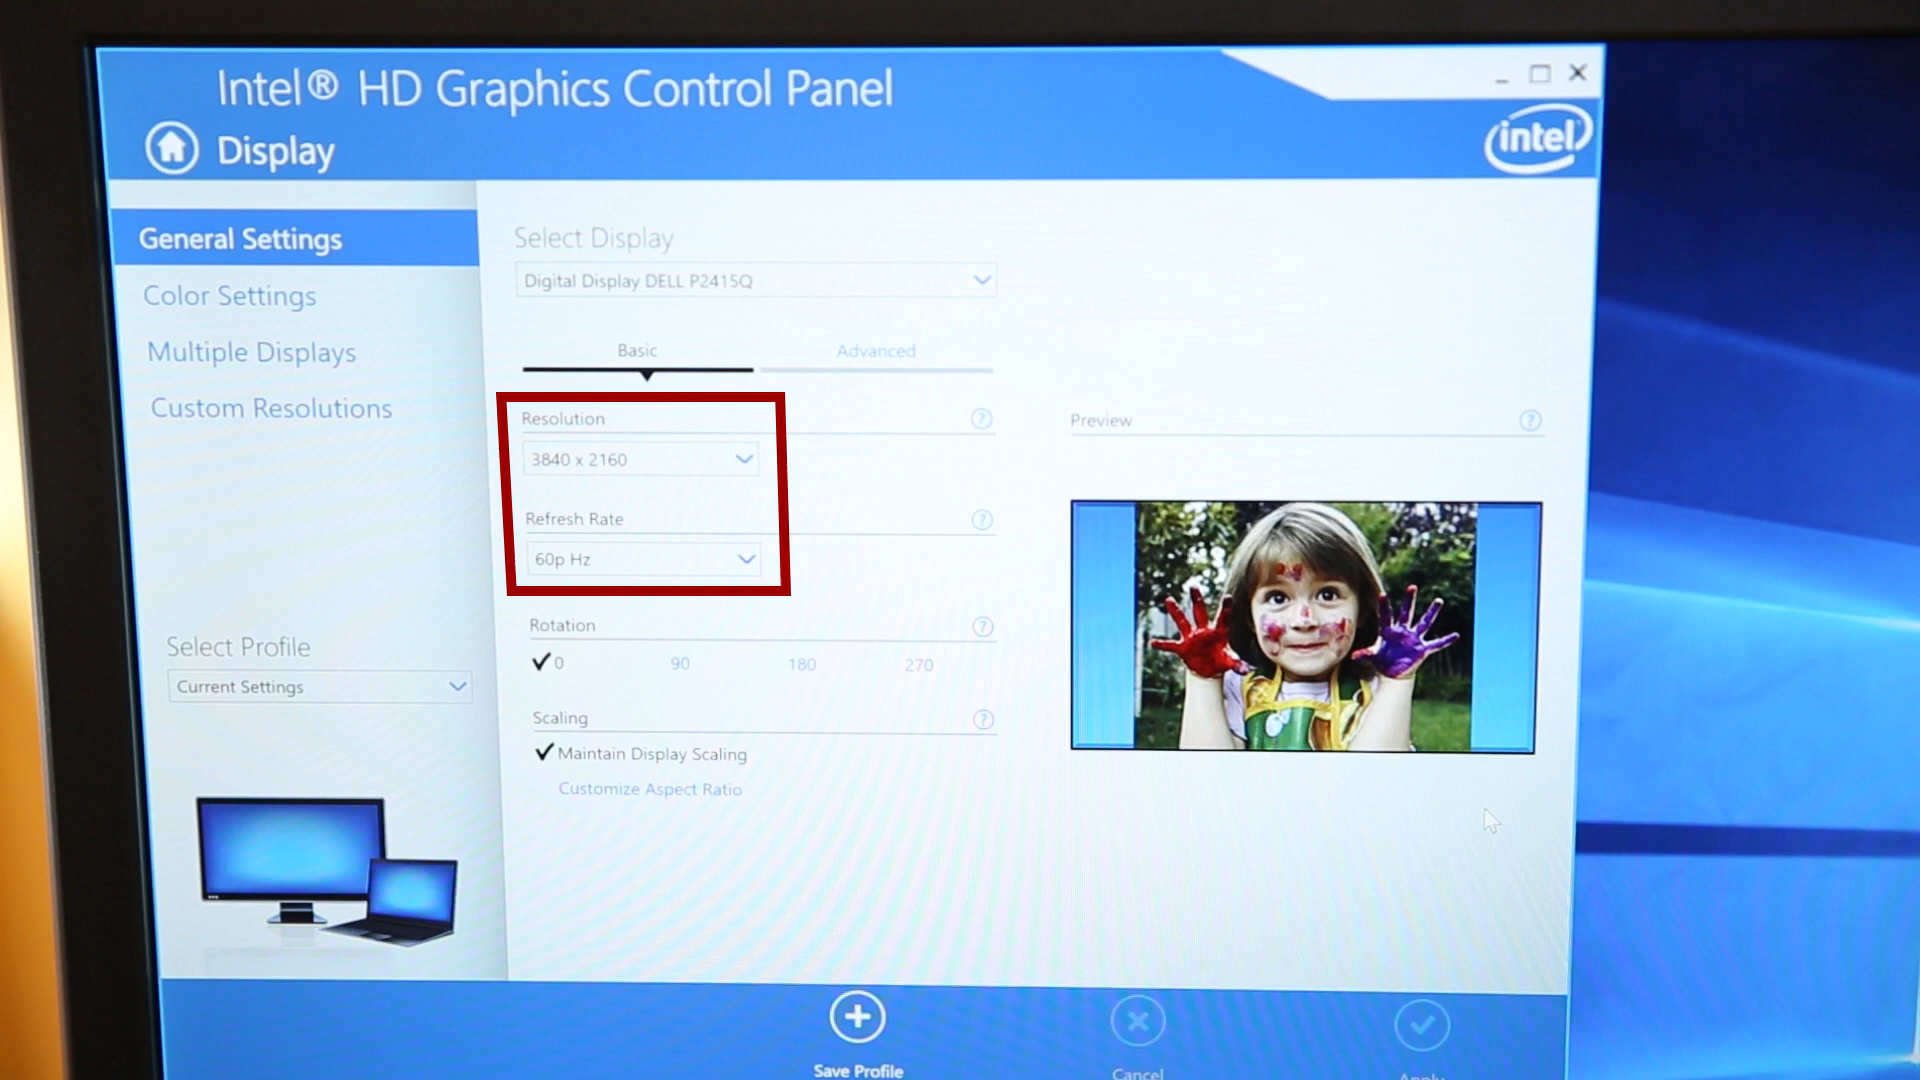 Intel® HD Graphics Control Panel
Display
intel
General Settings
Color Settings
Multiple Displays
Custom Resolutions
Select Profile
Current Settings
Select Display
Digital Display DELL P2415Q
Basic
Advanced
Resolution
?
3840 x 2160
Refresh Rate
?
60p Hz
Rotation
?
0 90 180 270
Scaling
?
Maintain Display Scaling
Customize Aspect Ratio
Preview
?
Save Profile
Cancel
Apply